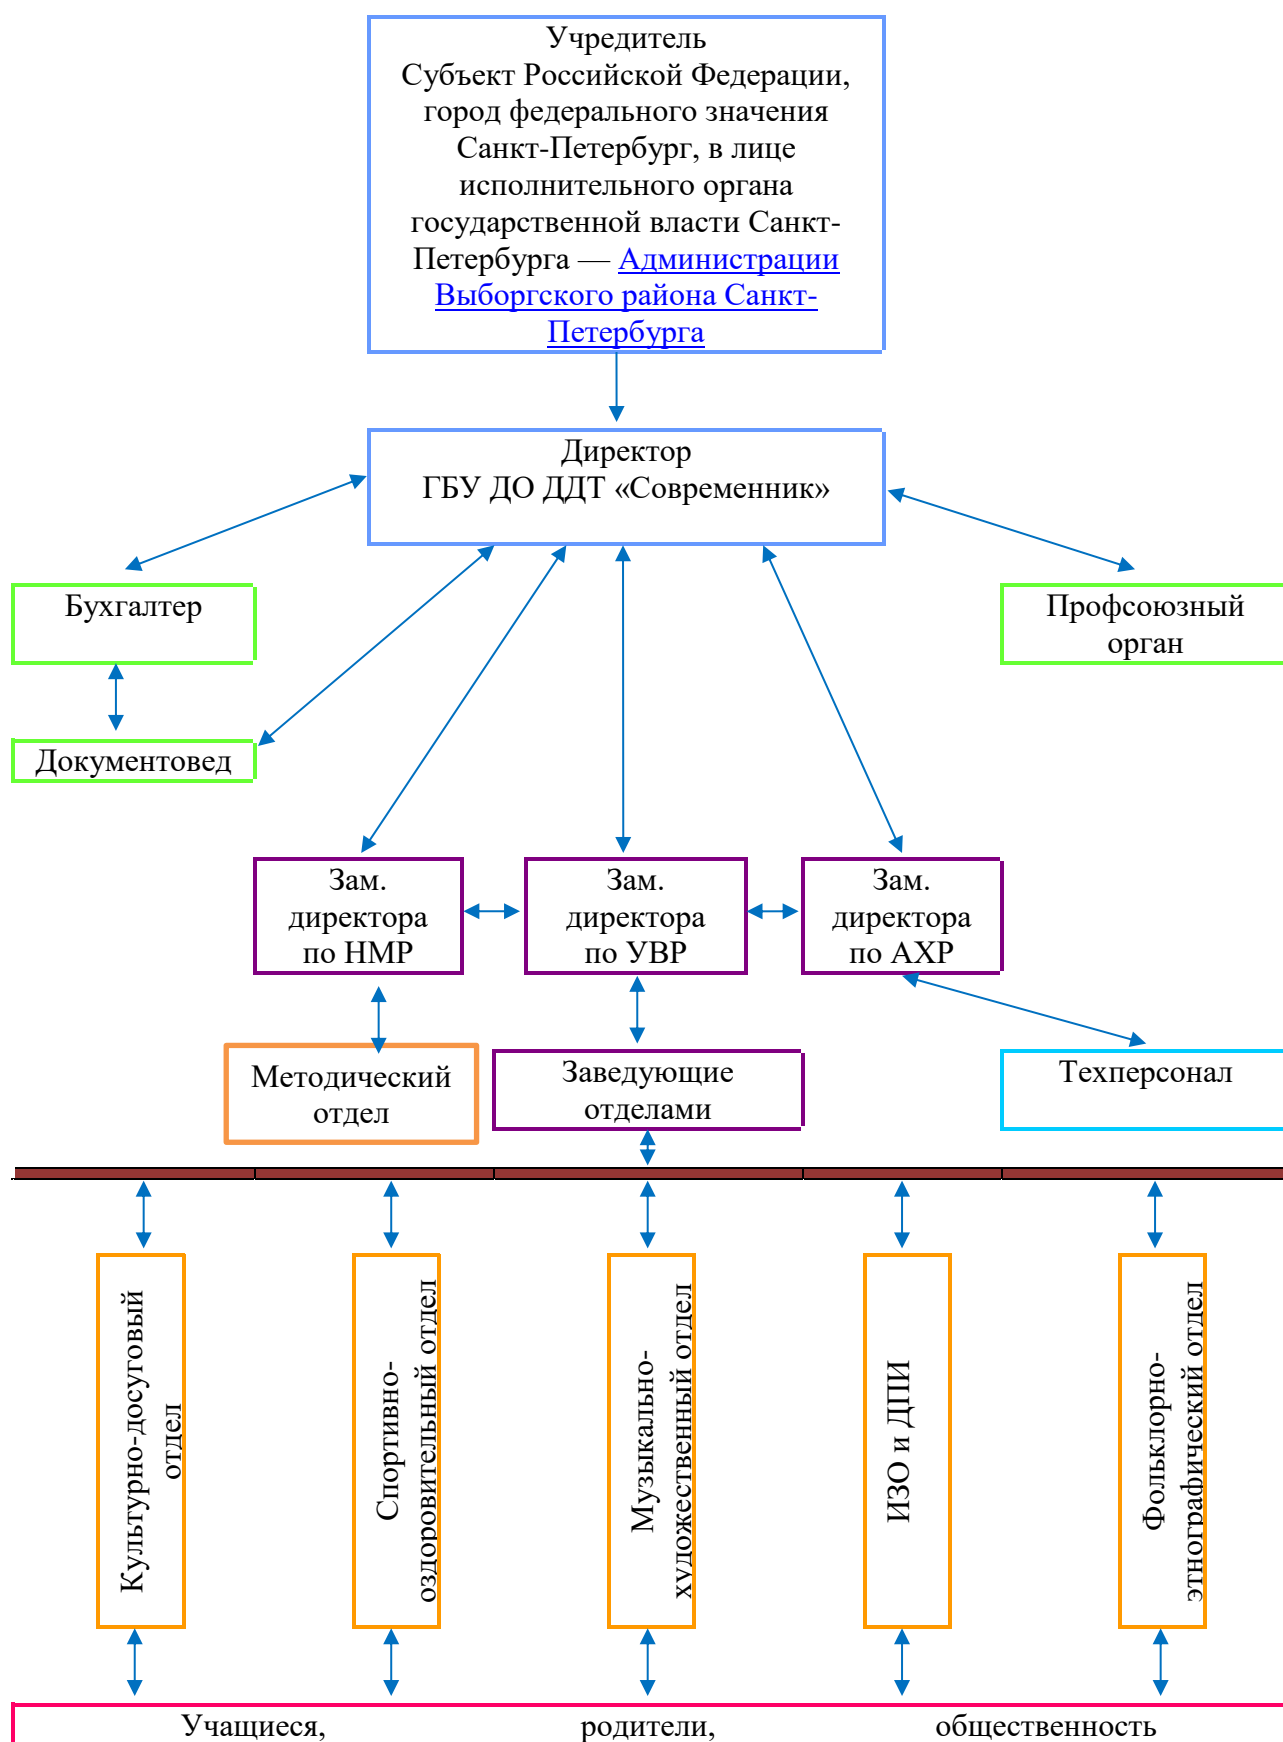 Учредитель
Субъект Российской Федерации,
город федерального значения
Санкт-Петербург, в лице
исполнительного органа
государственной власти Санкт-
Петербурга — Администрации
Выборгского района Санкт-
Петербурга
Директор
ГБУ ДО ДДТ «Современник»
Бухгалтер
Профсоюзный
орган
Документовед
Зам.
директора
по НМР
Зам.
директора
по УВР
Зам.
директора
по АХР
Методический
отдел
Заведующие
отделами
Техперсонал
Культурно-досуговый
отдел
Спортивно-
оздоровительный отдел
Музыкально-
художественный отдел
ИЗО и ДПИ
Фольклорно-
этнографический отдел
Учащиеся, родители, общественность